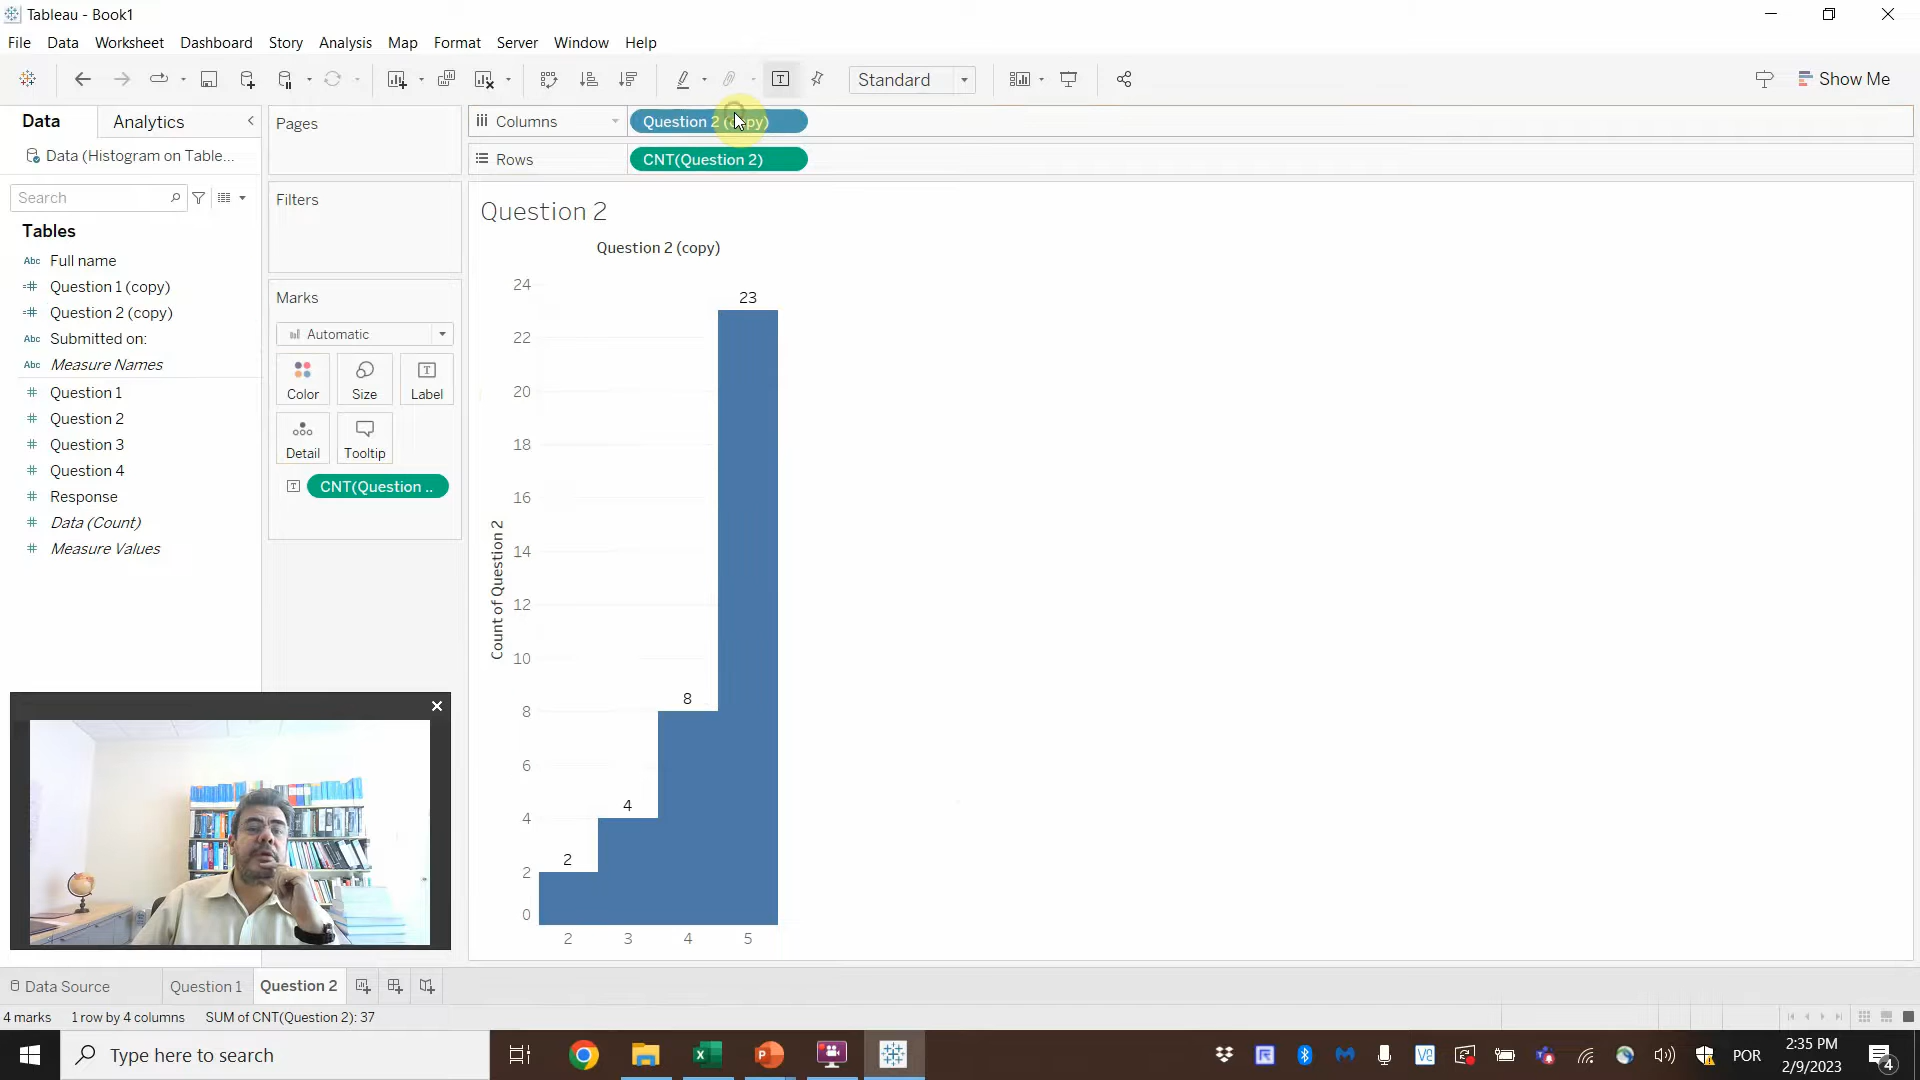 Tableau - Book1
File Data Worksheet Dashboard Story Analysis Map Format Server Window Help
Standard
Show Me
Data Analytics
Data (Histogram on Table...
Search
Tables
Abc Full name
Question 1 (copy)
Question 2 (copy)
Abc Submitted on:
Abc Measure Names
Question 1
Question 2
Question 3
Question 4
Response
Data (Count)
Measure Values
Pages
Filters
Marks
Automatic
Color Size Label
Detail Tooltip
CNT(Question ..
Columns Question 2 (copy)
Rows CNT(Question 2)
Question 2
Question 2 (copy)
Count of Question 2
24
22
20
18
16
14
12
10
8
6
4
2
0
2
4
8
23
2 3 4 5
Data Source Question 1 Question 2
4 marks 1 row by 4 columns SUM of CNT(Question 2): 37
Type here to search
POR
2:35 PM
2/9/2023
4